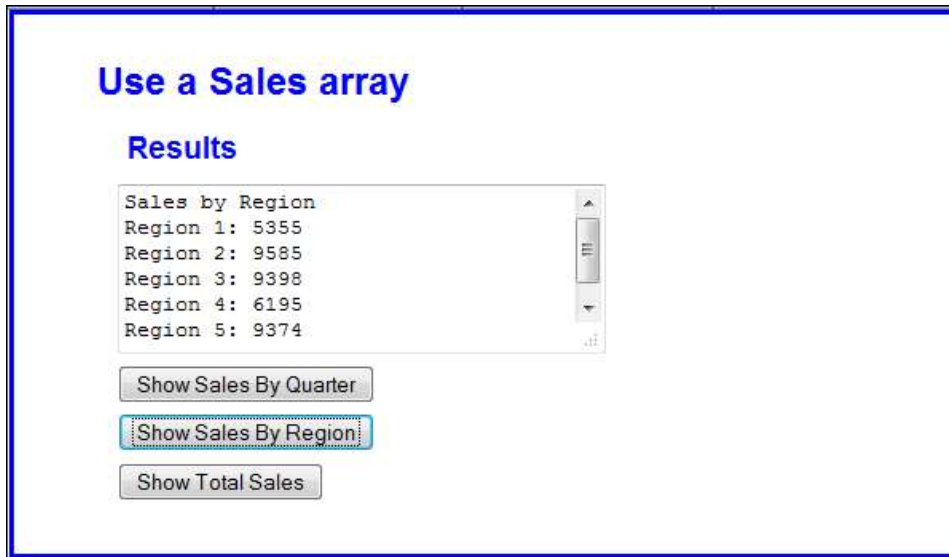 Use a Sales array
Results
Sales by Region
Region 1: 5355
Region 2: 9585
Region 3: 9398
Region 4: 6195
Region 5: 9374
Show Sales By Quarter
Show Sales By Region
Show Total Sales